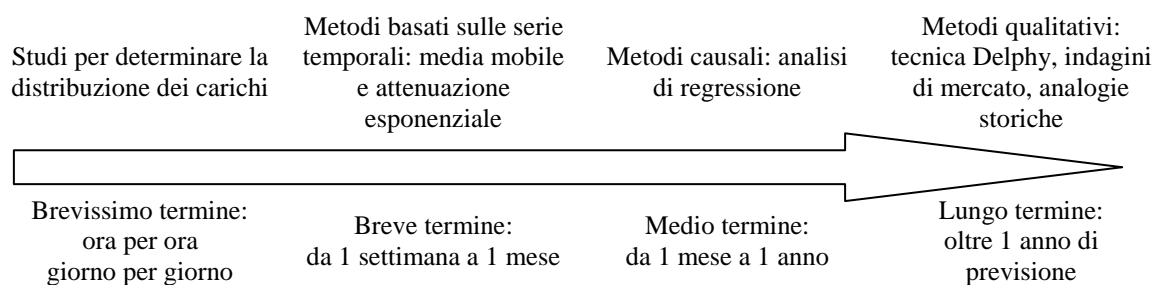 Studi per determinare la
distribuzione dei carichi
Metodi basati sulle serie
temporali: media mobile
e attenuazione
esponenziale
Metodi causali: analisi
di regressione
Metodi qualitativi:
tecnica Delphy, indagini
di mercato, analogie
storiche
Brevissimo termine:
ora per ora
giorno per giorno
Breve termine:
da 1 settimana a 1 mese
Medio termine:
da 1 mese a 1 anno
Lungo termine:
oltre 1 anno di
previsione